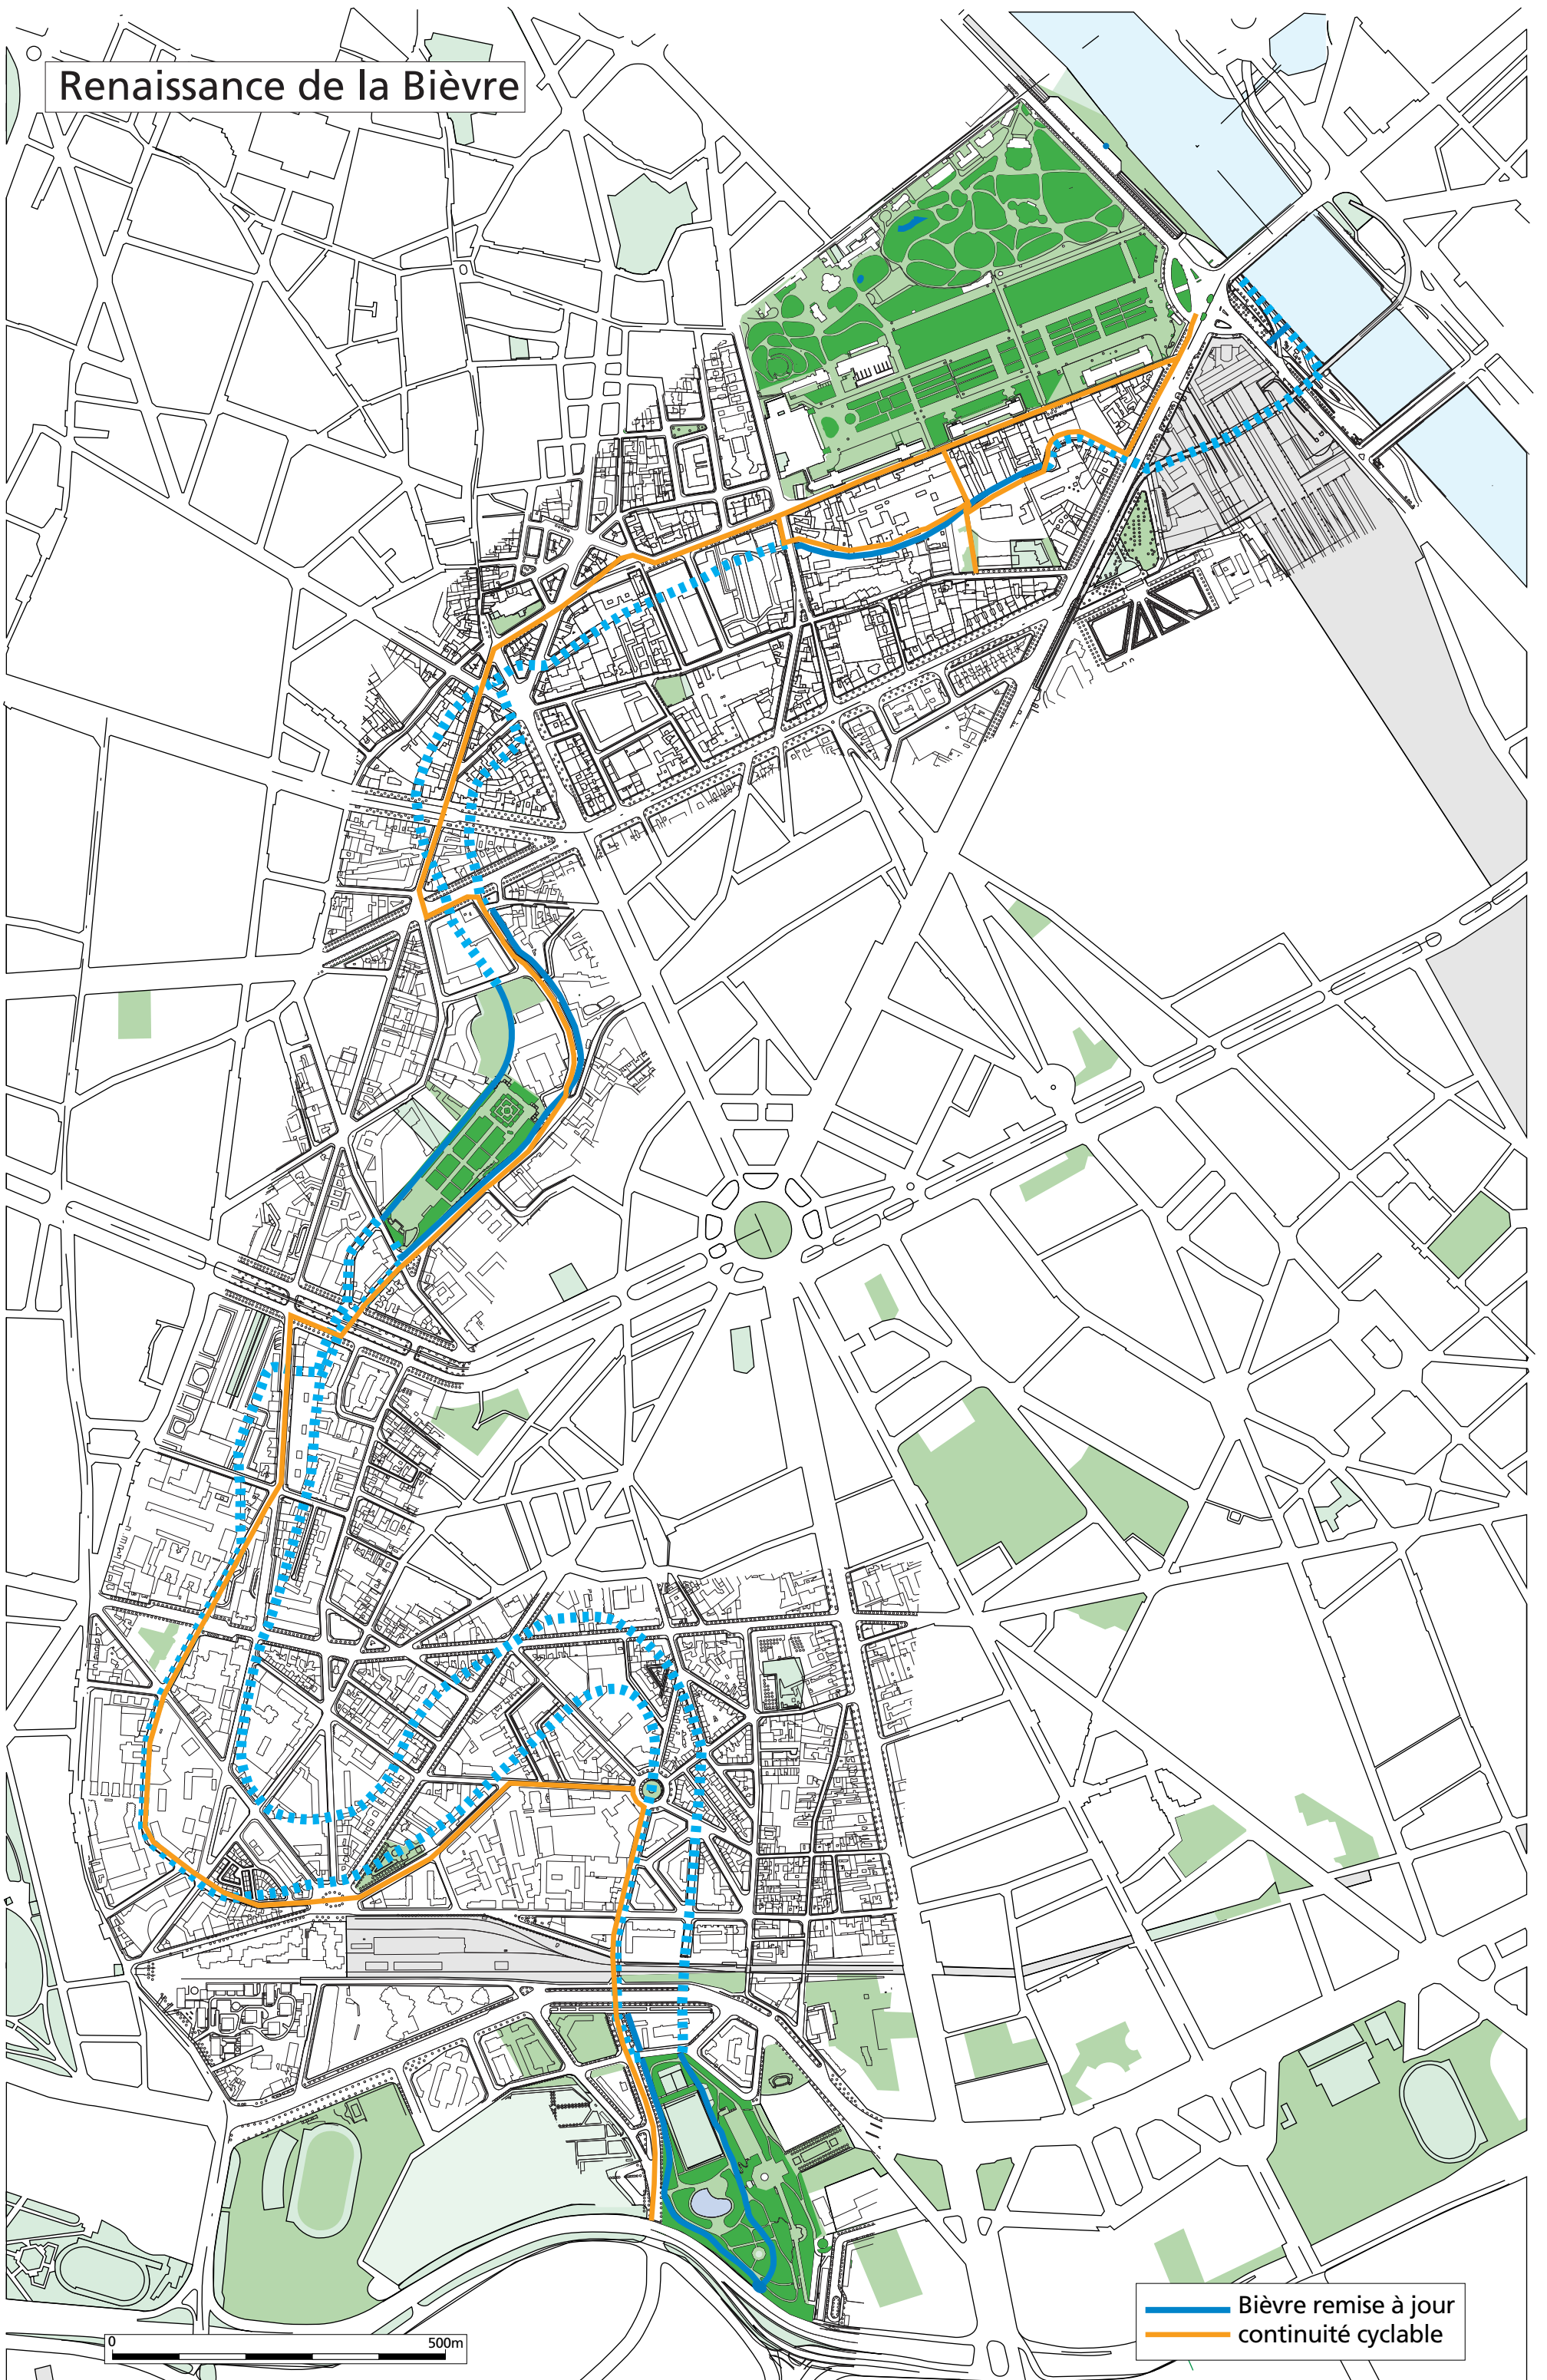 Renaissance de la Bièvre
Bièvre remise à jour
continuité cyclable
0 500m